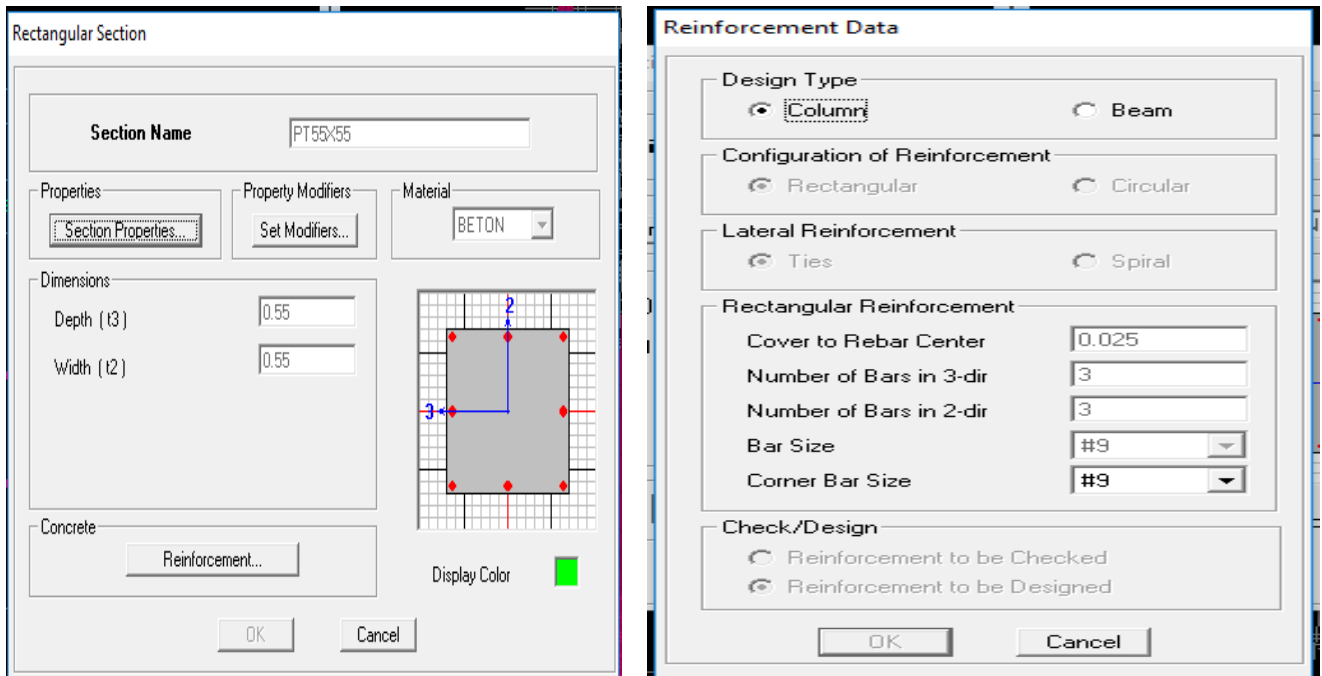 Rectangular Section
Section Name PT55X55
Properties
Section Properties...
Property Modifiers
Set Modifiers...
Material
BETON
Dimensions
Depth ( t3 ) 0.55
Width ( t2 ) 0.55
2
3
Concrete
Reinforcement...
Display Color
OK Cancel
Reinforcement Data
Design Type
Column Beam
Configuration of Reinforcement
Rectangular Circular
Lateral Reinforcement
Ties Spiral
Rectangular Reinforcement
Cover to Rebar Center 0.025
Number of Bars in 3-dir 3
Number of Bars in 2-dir 3
Bar Size #9
Corner Bar Size #9
Check/Design
Reinforcement to be Checked
Reinforcement to be Designed
OK Cancel